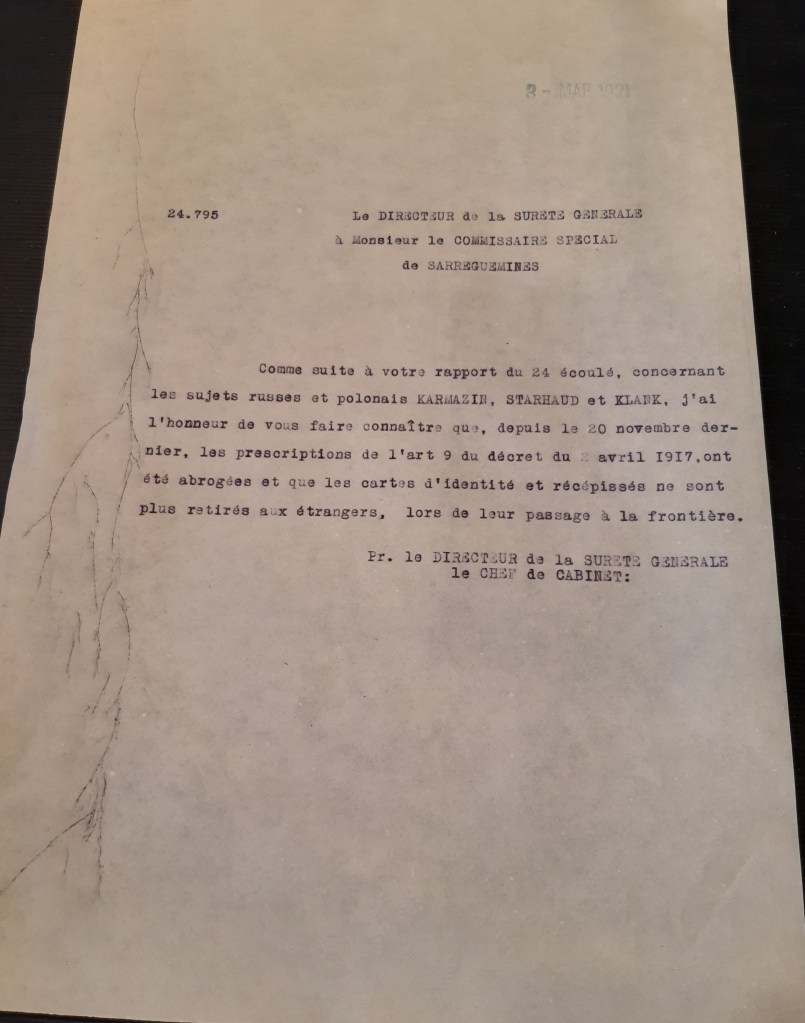 8 - MAR 1921
24.795
Le DIRECTEUR de la SURETE GENERALE
à Monsieur le COMMISSAIRE SPECIAL
de SARREGUEMINES
Comme suite à votre rapport du 24 écoulé, concernant
les sujets russes et polonais KARMAZIN, STARHAUD et KLANK, j'ai
l'honneur de vous faire connaître que, depuis le 20 novembre der-
nier, les prescriptions de l'art 9 du décret du 2 avril 1917,ont
été abrogées et que les cartes d'identité et récépissés ne sont
plus retirés aux étrangers, lors de leur passage à la frontière.
Pr. le DIRECTEUR de la SURETE GENERALE
le CHEF de CABINET: